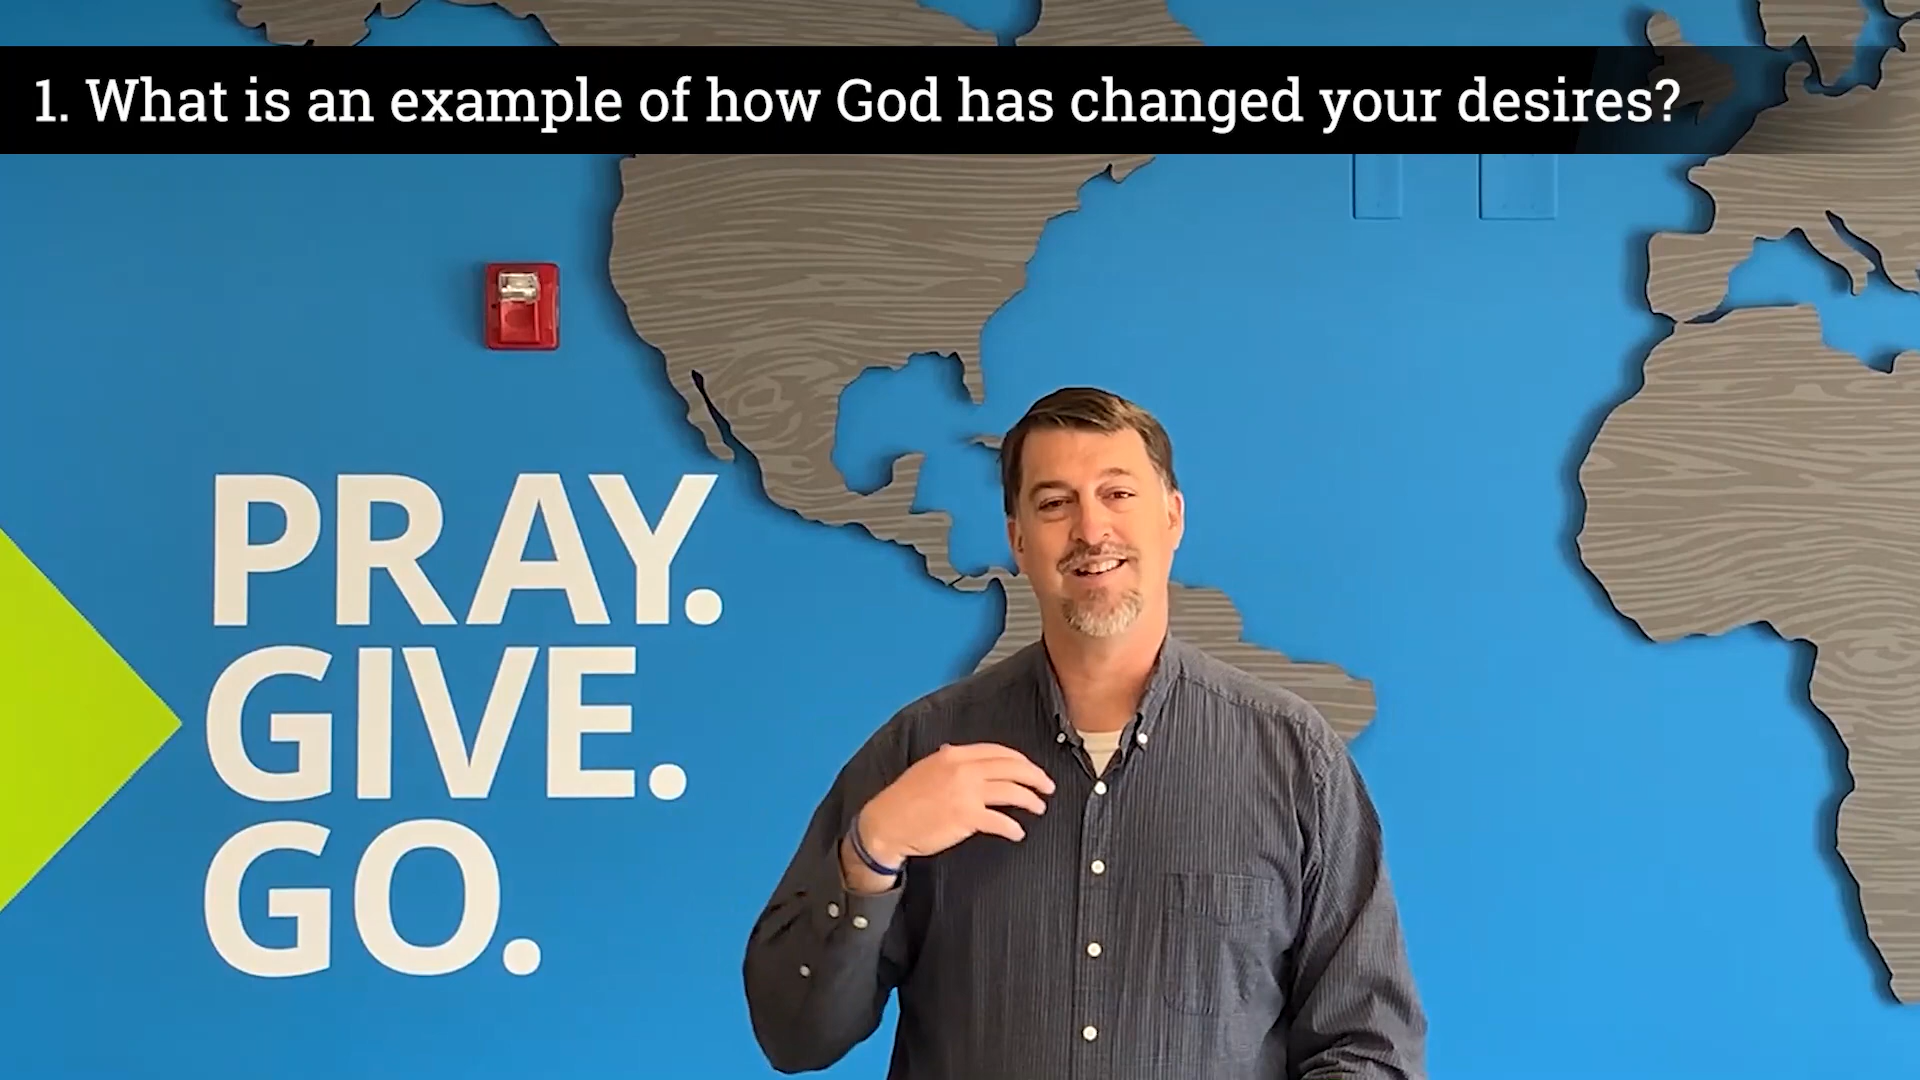 1. What is an example of how God has changed your desires?
PRAY.
GIVE.
GO.